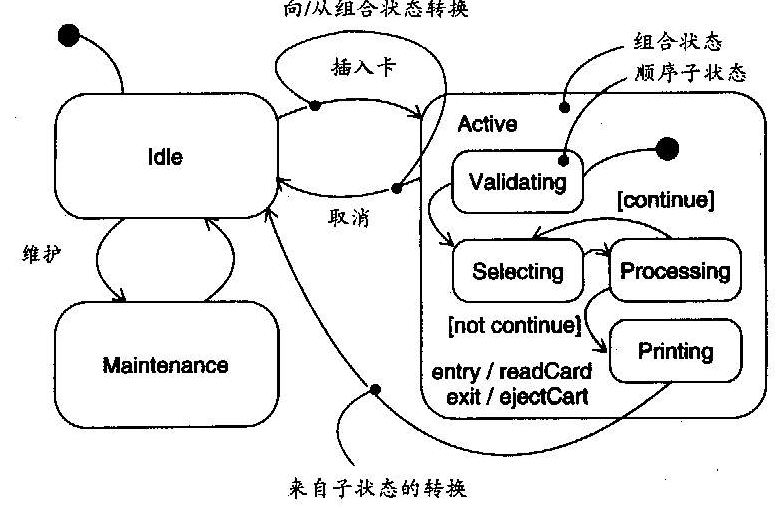 向/从组合状态转换
组合状态
插入卡
顺序子状态
Active
Idle
Validating
[continue]
取消
维护
Selecting
Processing
[not continue]
Printing
Maintenance
entry / readCard
exit / ejectCart
来自子状态的转换